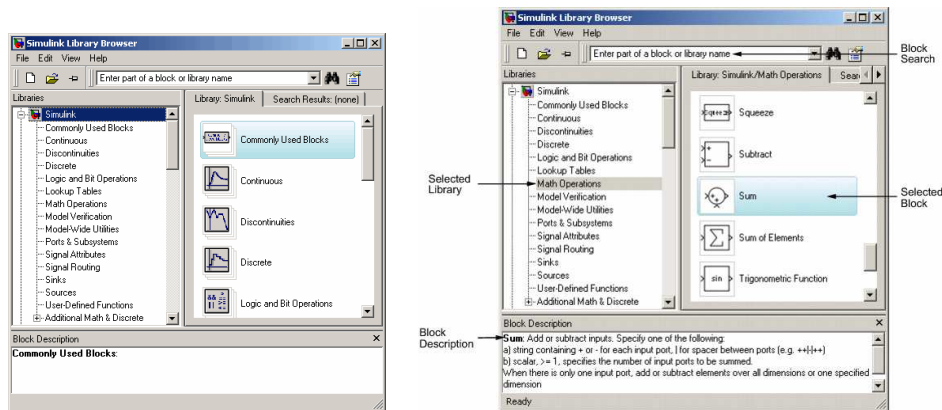 Simulink Library Browser
File Edit View Help
Enter part of a block or library name
Libraries
Simulink
Commonly Used Blocks
Continuous
Discontinuities
Discrete
Logic and Bit Operations
Lookup Tables
Math Operations
Model Verification
Model-Wide Utilities
Ports & Subsystems
Signal Attributes
Signal Routing
Sinks
Sources
User-Defined Functions
Additional Math & Discrete
Library: Simulink
Search Results: (none)
Commonly Used Blocks
Continuous
Discontinuities
Discrete
Logic and Bit Operations
Block Description
Commonly Used Blocks:
Simulink Library Browser
File Edit View Help
Enter part of a block or library name
Block
Search
Libraries
Simulink
Commonly Used Blocks
Continuous
Discontinuities
Discrete
Logic and Bit Operations
Lookup Tables
Math Operations
Model Verification
Model-Wide Utilities
Ports & Subsystems
Signal Attributes
Signal Routing
Sinks
Sources
User-Defined Functions
Additional Math & Discrete
Selected
Library
Library: Simulink/Math Operations
Squeeze
Subtract
Sum
Sum of Elements
sin
Trigonometric Function
Selected
Block
Block Description
Block
Description
Sum: Add or subtract inputs. Specify one of the following:
a) string containing + or - for each input port, | for spacer between ports (e.g. ++|-|++)
b) scalar, >= 1, specifies the number of input ports to be summed.
When there is only one input port, add or subtract elements over all dimensions or one specified
dimension
Ready